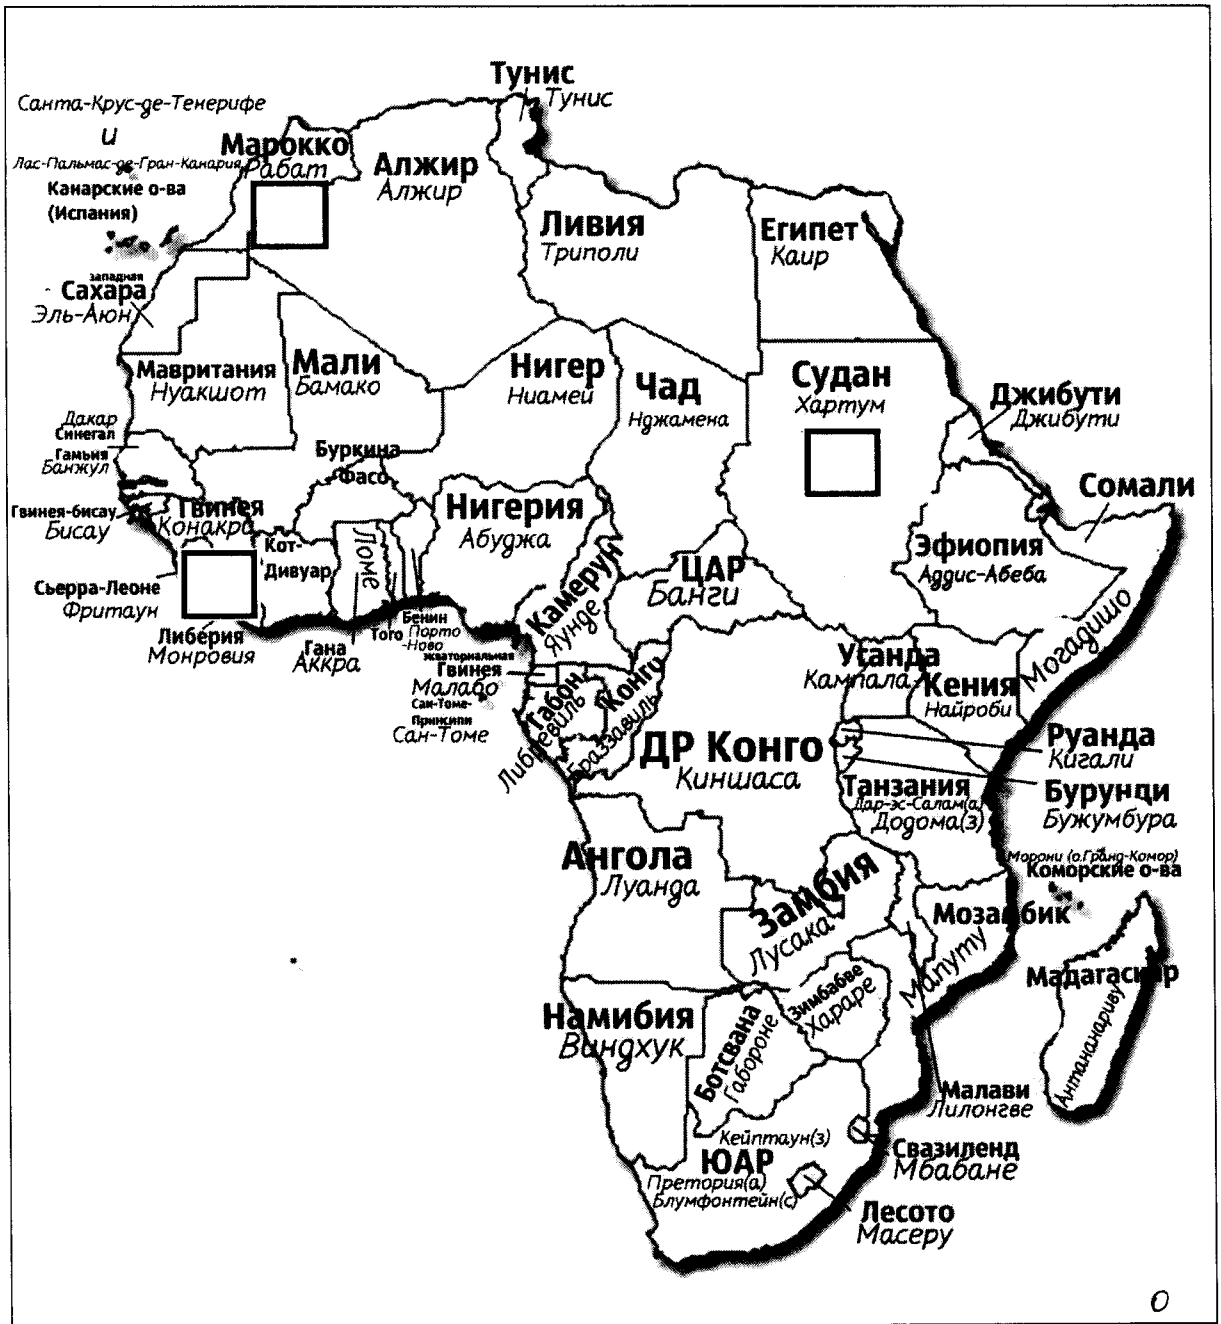 Тунис
Тунис
Санта-Крус-де-Тенерифе
и
Лас-Пальмас-де-Гран-Канария
Канарские о-ва
(Испания)
Марокко
Рабат
Алжир
Алжир
Ливия
Триполи
Египет
Каир
западная
Сахара
Эль-Аюн
Мавритания
Нуакшот
Мали
Бамако
Нигер
Ниамей
Чад
Нджамена
Судан
Хартум
Джибути
Джибути
Дакар
Синегал
Гамьия
Банжул
Буркина
Фасо
Сомали
Могадишо
Гвинея-бисау
Бисау
Гвинея
Конакра
Нигерия
Абуджа
Эфиопия
Аддис-Абеба
Кот-
Дивуар
Ломе
Камерун
Яунде
ЦАР
Банги
Сьерра-Леоне
Фритаун
Либерия
Монровия
Гана
Аккра
Того
Бенин
Порто
-Ново
экваториальная
Гвинея
Малабо
Сан-Томе-
Принсипи
Сан-Томе
Габон
Либревиль
Конго
Браззавиль
Уганда
Кампала
Кения
Найроби
ДР Конго
Киншаса
Руанда
Кигали
Бурунди
Бужумбура
Танзания
Дар-эс-Салам(а)
Додома(з)
Ангола
Луанда
Замбия
Лусака
Морони (о.Гранд-Комор)
Коморские о-ва
Мозамбик
Мапуту
Мадагаскар
Антананариву
Намибия
Виндхук
Ботсвана
Габороне
Зимбабве
Хараре
Малави
Лилонгве
Кейптаун(з)
ЮАР
Претория(а)
Блумфонтейн(с)
Свазиленд
Мбабане
Лесото
Масеру
О